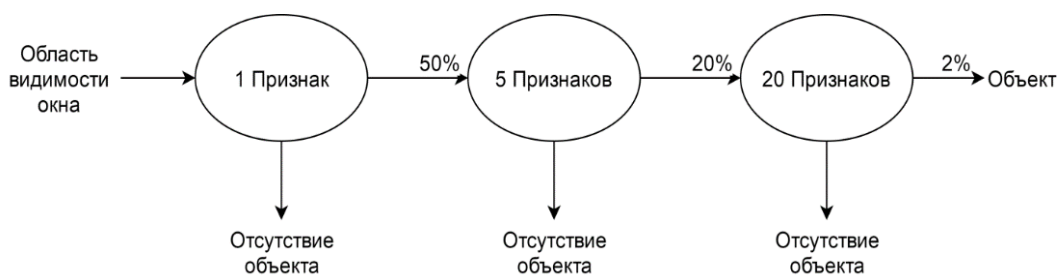 Область
видимости
окна
1 Признак
50%
5 Признаков
20%
20 Признаков
2%
Объект
Отсутствие
объекта
Отсутствие
объекта
Отсутствие
объекта